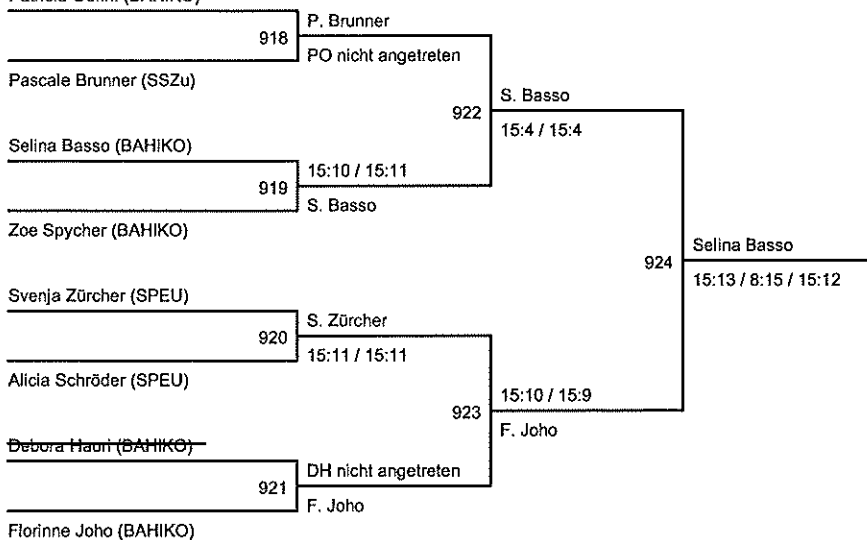 (BAHIKO)
P. Brunner
918
PO nicht angetreten
Pascale Brunner (SSZu)
S. Basso
922
15:4 / 15:4
Selina Basso (BAHIKO)
15:10 / 15:11
919
S. Basso
Zoe Spycher (BAHIKO)
Selina Basso
924
15:13 / 8:15 / 15:12
Svenja Zürcher (SPEU)
S. Zürcher
920
15:11 / 15:11
Alicia Schröder (SPEU)
15:10 / 15:9
923
F. Joho
Debora Hauri (BAHIKO)
DH nicht angetreten
921
F. Joho
Florinne Joho (BAHIKO)